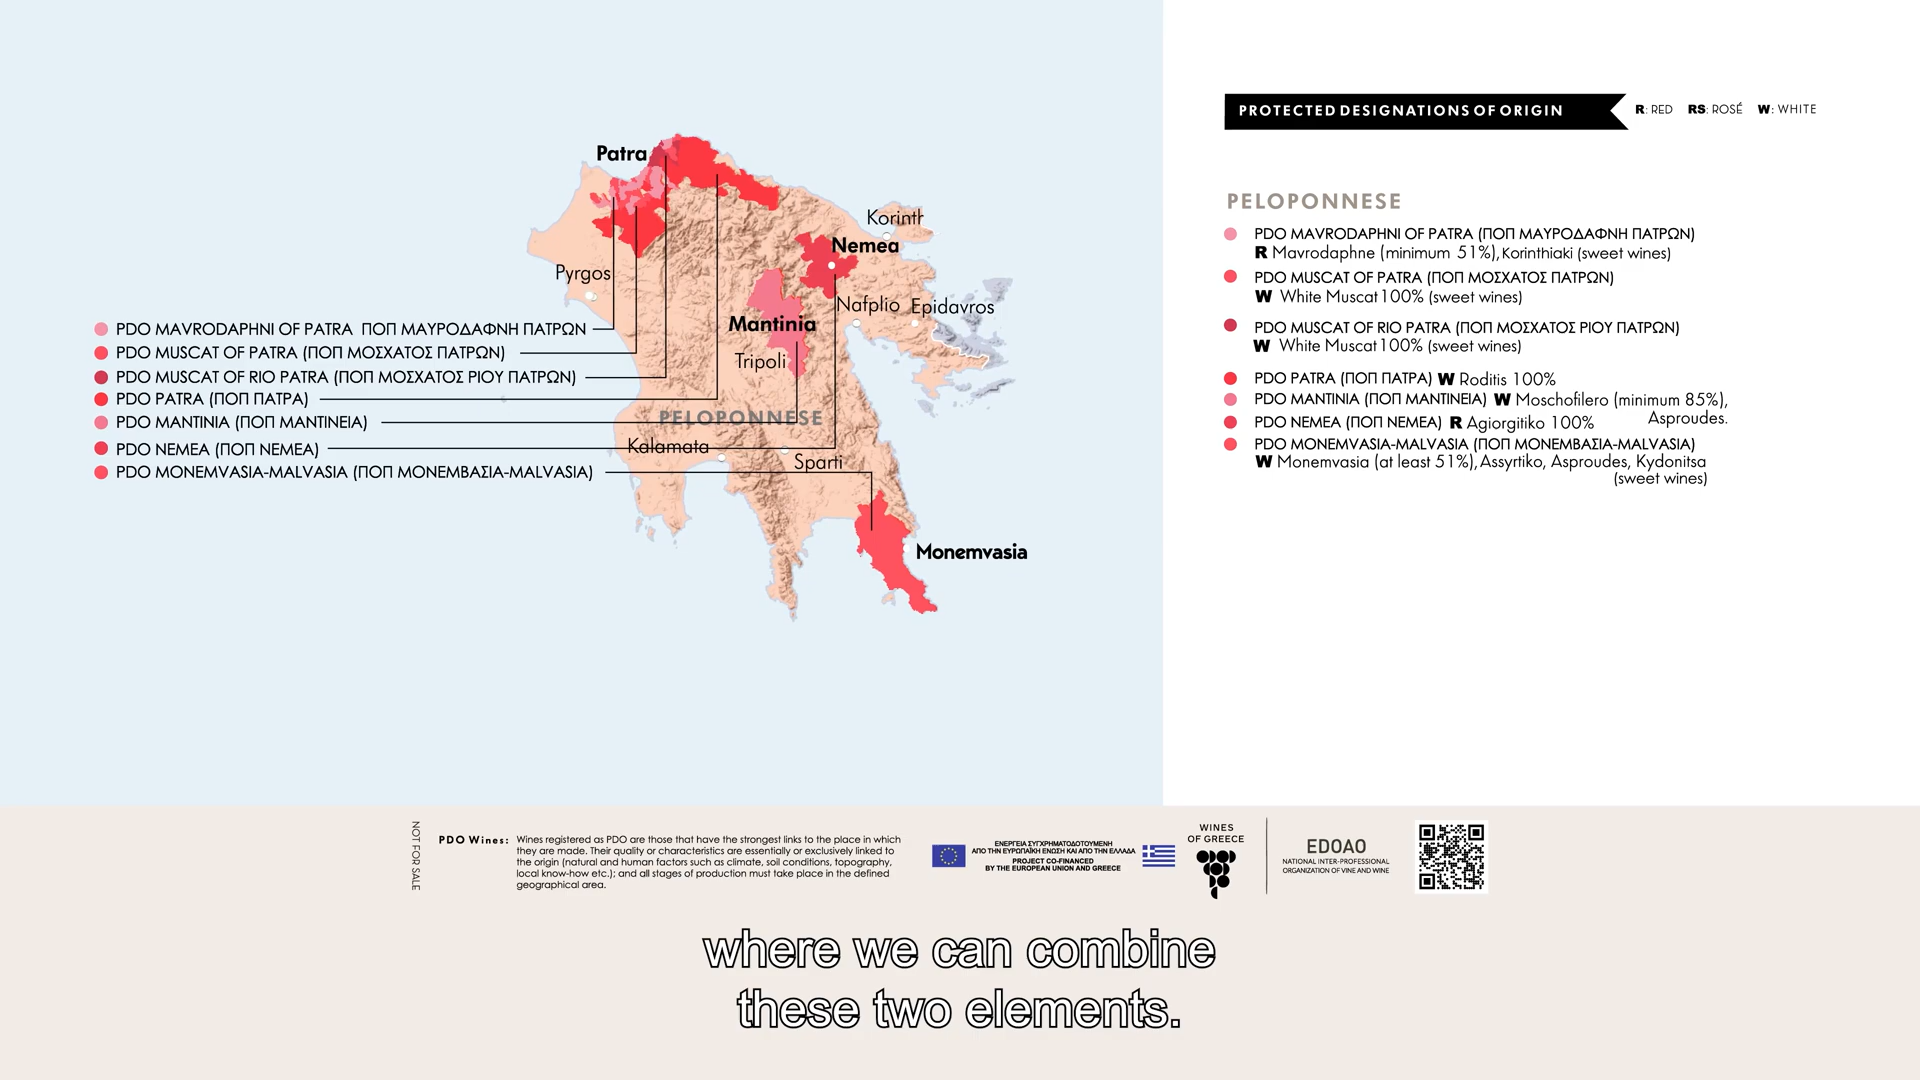 PROTECTED DESIGNATIONS OF ORIGIN
R: RED RS: ROSÉ W: WHITE
Patra
Korinth
Nemea
Pyrgos
Nafplio
Epidavros
Mantinia
Tripoli
PELOPONNESE
Kalamata
Sparti
Monemvasia
PDO MAVRODAPHNI OF PATRA ΠΟΠ ΜΑΥΡΟΔΑΦΝΗ ΠΑΤΡΩΝ
PDO MUSCAT OF PATRA (ΠΟΠ ΜΟΣΧΑΤΟΣ ΠΑΤΡΩΝ)
PDO MUSCAT OF RIO PATRA (ΠΟΠ ΜΟΣΧΑΤΟΣ ΡΙΟΥ ΠΑΤΡΩΝ)
PDO PATRA (ΠΟΠ ΠΑΤΡΑ)
PDO MANTINIA (ΠΟΠ ΜΑΝΤΙΝΕΙΑ)
PDO NEMEA (ΠΟΠ ΝΕΜΕΑ)
PDO MONEMVASIA-MALVASIA (ΠΟΠ ΜΟΝΕΜΒΑΣΙΑ-MALVASIA)
PELOPONNESE
PDO MAVRODAPHNI OF PATRA (ΠΟΠ ΜΑΥΡΟΔΑΦΝΗ ΠΑΤΡΩΝ)
R Mavrodaphne (minimum 51%), Korinthiaki (sweet wines)
PDO MUSCAT OF PATRA (ΠΟΠ ΜΟΣΧΑΤΟΣ ΠΑΤΡΩΝ)
W White Muscat 100% (sweet wines)
PDO MUSCAT OF RIO PATRA (ΠΟΠ ΜΟΣΧΑΤΟΣ ΡΙΟΥ ΠΑΤΡΩΝ)
W White Muscat 100% (sweet wines)
PDO PATRA (ΠΟΠ ΠΑΤΡΑ) W Roditis 100%
PDO MANTINIA (ΠΟΠ ΜΑΝΤΙΝΕΙΑ) W Moschofilero (minimum 85%),
Asproudes.
PDO NEMEA (ΠΟΠ ΝΕΜΕΑ) R Agiorgitiko 100%
PDO MONEMVASIA-MALVASIA (ΠΟΠ ΜΟΝΕΜΒΑΣΙΑ-MALVASIA)
W Monemvasia (at least 51%), Assyrtiko, Asproudes, Kydonitsa
(sweet wines)
NOT FOR SALE
PDO Wines: Wines registered as PDO are those that have the strongest links to the place in which
they are made. Their quality or characteristics are essentially or exclusively linked to
the origin (natural and human factors such as climate, soil conditions, topography,
local know-how etc.); and all stages of production must take place in the defined
geographical area.
ΕΝΕΡΓΕΙΑ ΣΥΓΧΡΗΜΑΤΟΔΟΤΟΥΜΕΝΗ
ΑΠΟ ΤΗΝ ΕΥΡΩΠΑΪΚΗ ΕΝΩΣΗ ΚΑΙ ΑΠΟ ΤΗΝ ΕΛΛΑΔΑ
PROJECT CO-FINANCED
BY THE EUROPEAN UNION AND GREECE
WINES
OF GREECE
EDOAO
NATIONAL INTER-PROFESSIONAL
ORGANIZATION OF VINE AND WINE
where we can combine
these two elements.